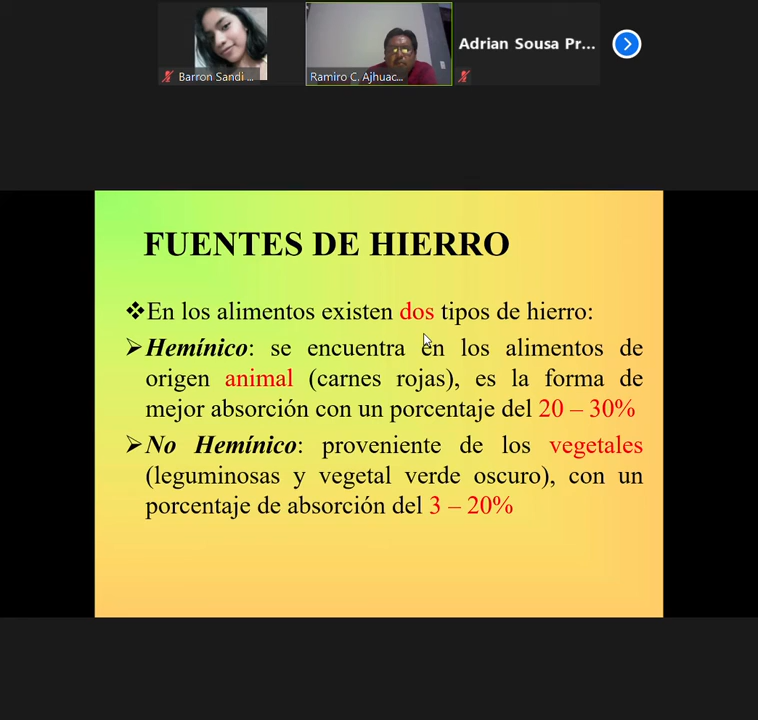 Barron Sandi ...
Ramiro C. Ajhuac...
Adrian Sousa Pr...
FUENTES DE HIERRO
❖En los alimentos existen dos tipos de hierro:
➢Hemínico: se encuentra en los alimentos de
origen animal (carnes rojas), es la forma de
mejor absorción con un porcentaje del 20 – 30%
➢No Hemínico: proveniente de los vegetales
(leguminosas y vegetal verde oscuro), con un
porcentaje de absorción del 3 – 20%